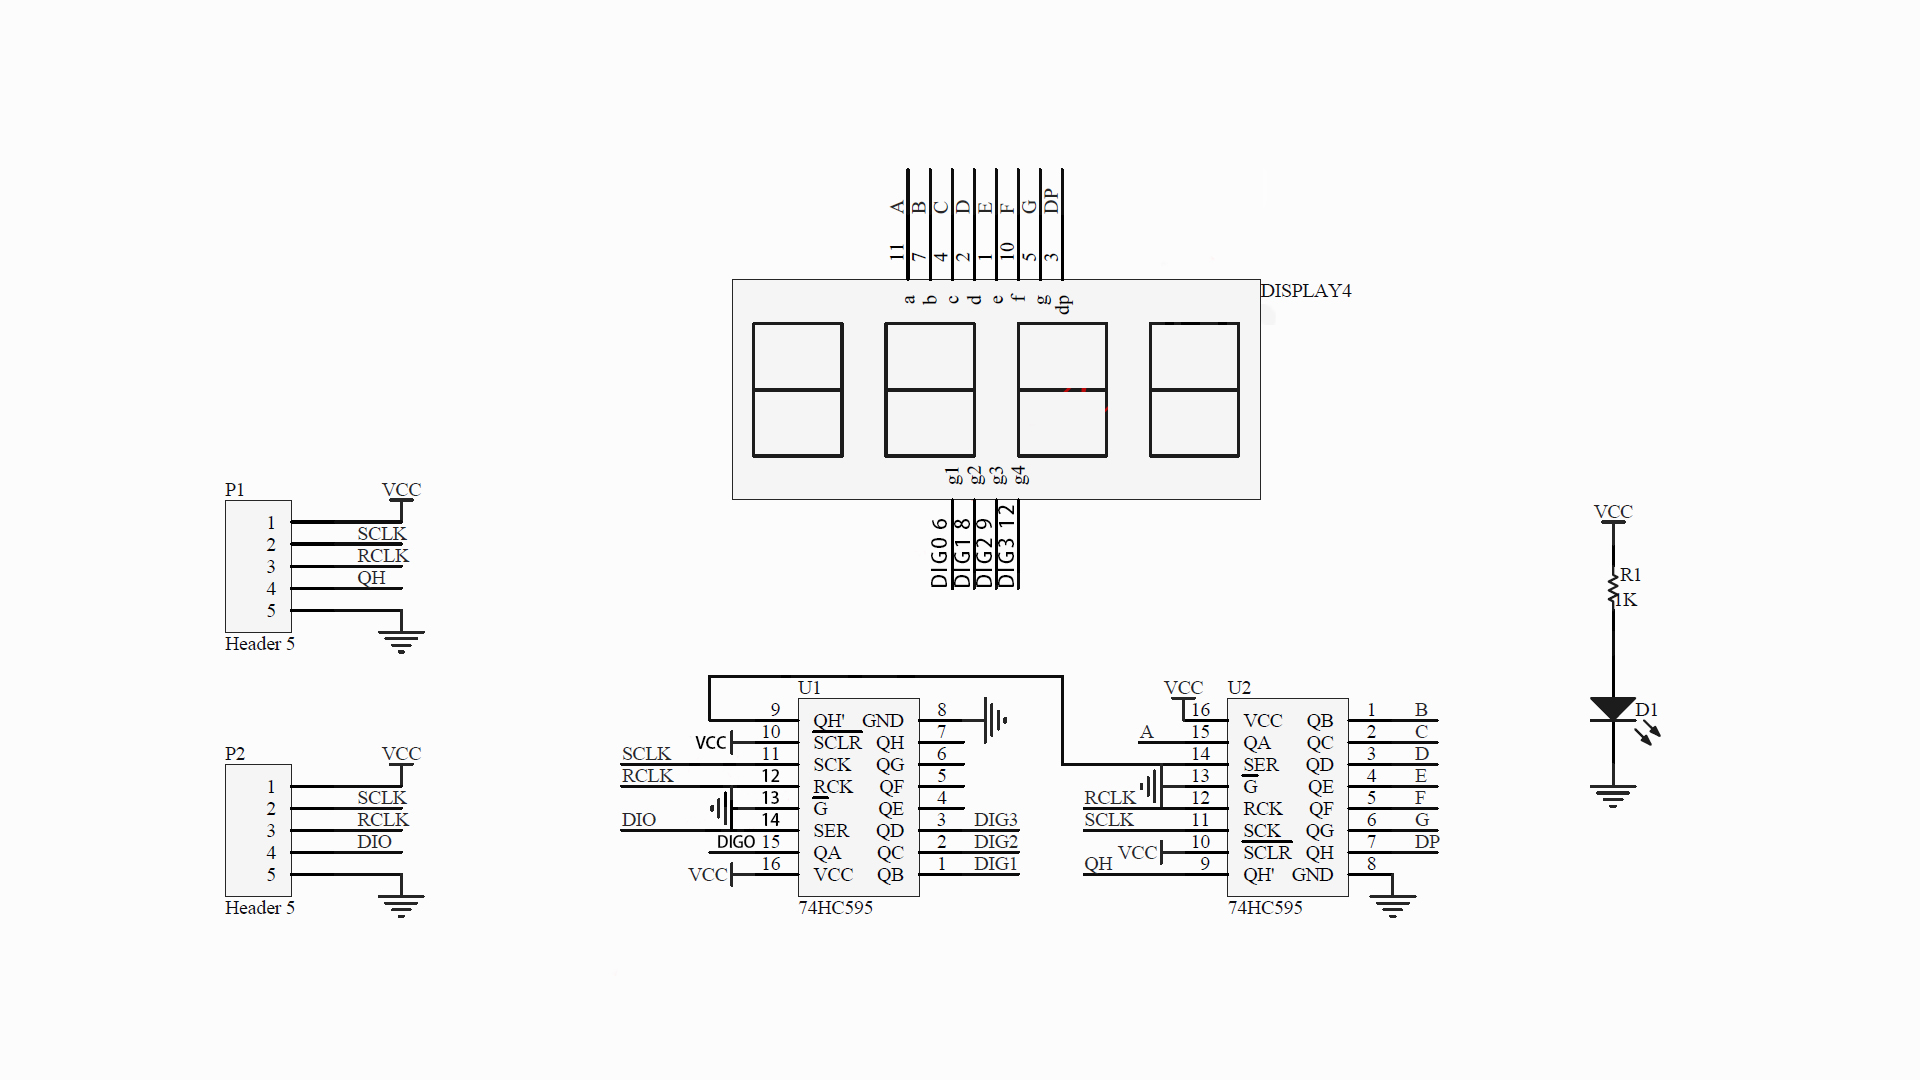 A B C D E F G DP
11 7 4 2 1 10 5 3
DISPLAY4
a b c d e f g dp
g1 g2 g3 g4
DIG0 6
DIG1 8
DIG2 9
DIG3 12
P1
VCC
1
2 SCLK
3 RCLK
4 QH
5
Header 5
P2
VCC
1
2 SCLK
3 RCLK
4 DIO
5
Header 5
U1
9 QH' GND 8
VCC 10 SCLR QH 7
SCLK 11 SCK QG 6
RCLK 12 RCK QF 5
13 G QE 4
DIO 14 SER QD 3 DIG3
DIGO 15 QA QC 2 DIG2
VCC 16 VCC QB 1 DIG1
74HC595
VCC U2
16 VCC QB 1 B
A 15 QA QC 2 C
14 SER QD 3 D
13 G QE 4 E
RCLK 12 RCK QF 5 F
SCLK 11 SCK QG 6 G
VCC 10 SCLR QH 7 DP
QH 9 QH' GND 8
74HC595
VCC
R1
1K
D1